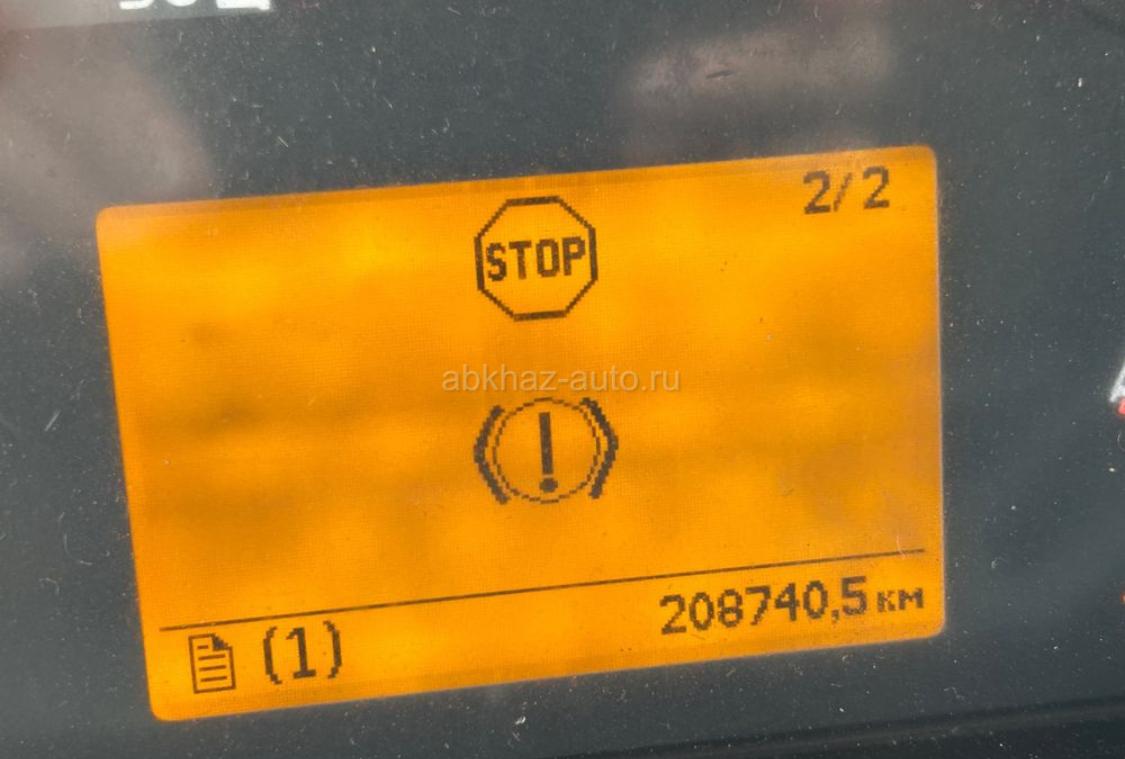 2/2
STOP
abkhaz-auto.ru
!
(1)
208740,5 км